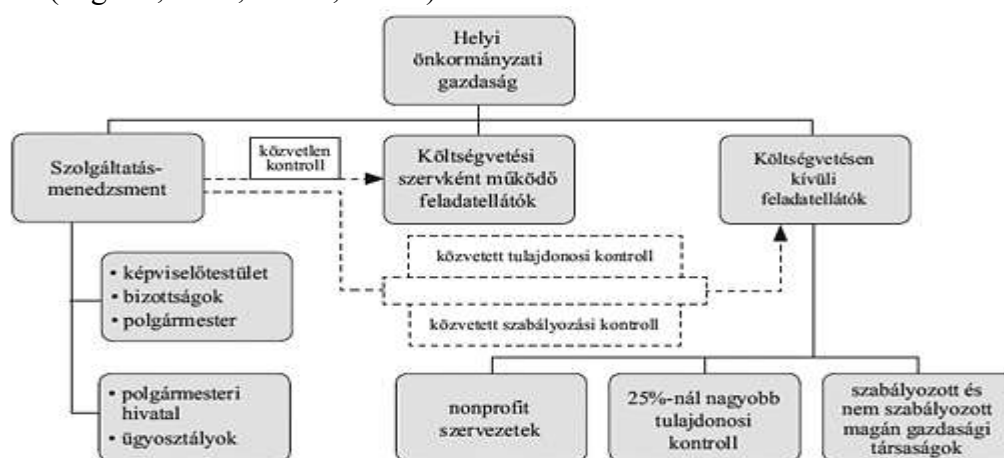 Helyi
önkormányzati
gazdaság
Szolgáltatás-
menedzsment
közvetlen
kontroll
Költségvetési
szervként működő
feladatellátók
Költségvetésen
kívüli
feladatellátók
közvetett tulajdonosi kontroll
közvetett szabályozási kontroll
• képviselőtestület
• bizottságok
• polgármester
• polgármesteri
hivatal
• ügyosztályok
nonprofit
szervezetek
25%-nál nagyobb
tulajdonosi
kontroll
szabályozott és
nem szabályozott
magán gazdasági
társaságok